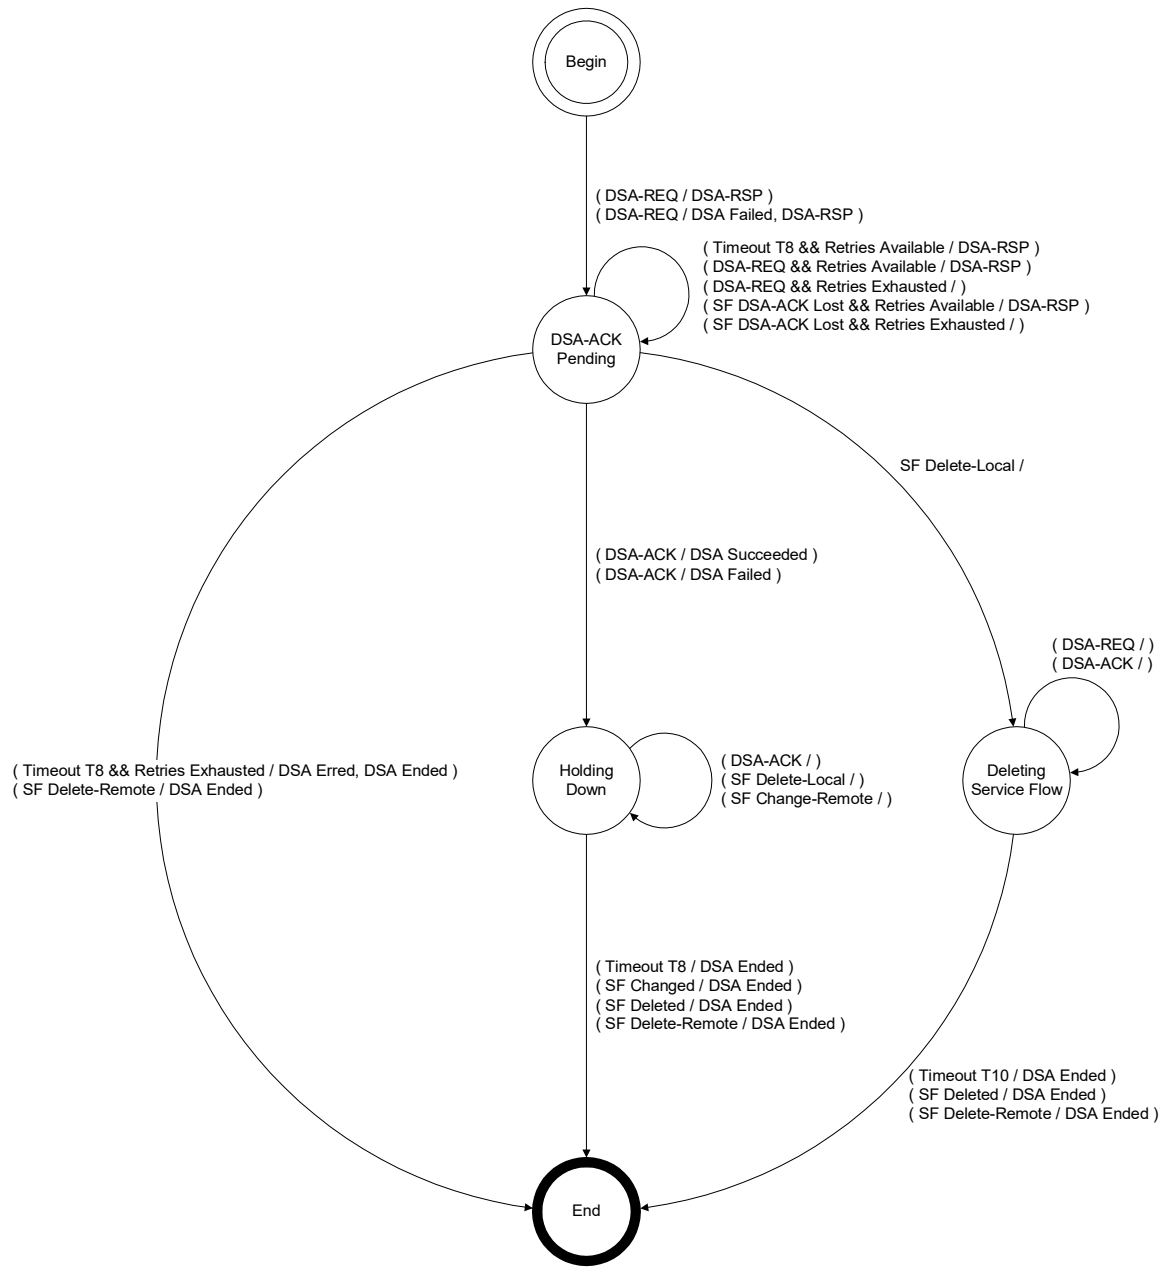 Begin
( DSA-REQ / DSA-RSP )
( DSA-REQ / DSA Failed, DSA-RSP )
( Timeout T8 && Retries Available / DSA-RSP )
( DSA-REQ && Retries Available / DSA-RSP )
( DSA-REQ && Retries Exhausted / )
( SF DSA-ACK Lost && Retries Available / DSA-RSP )
( SF DSA-ACK Lost && Retries Exhausted / )
DSA-ACK
Pending
SF Delete-Local /
( DSA-ACK / DSA Succeeded )
( DSA-ACK / DSA Failed )
( DSA-REQ / )
( DSA-ACK / )
( Timeout T8 && Retries Exhausted / DSA Erred, DSA Ended )
( SF Delete-Remote / DSA Ended )
Holding
Down
( DSA-ACK / )
( SF Delete-Local / )
( SF Change-Remote / )
Deleting
Service Flow
( Timeout T8 / DSA Ended )
( SF Changed / DSA Ended )
( SF Deleted / DSA Ended )
( SF Delete-Remote / DSA Ended )
( Timeout T10 / DSA Ended )
( SF Deleted / DSA Ended )
( SF Delete-Remote / DSA Ended )
End